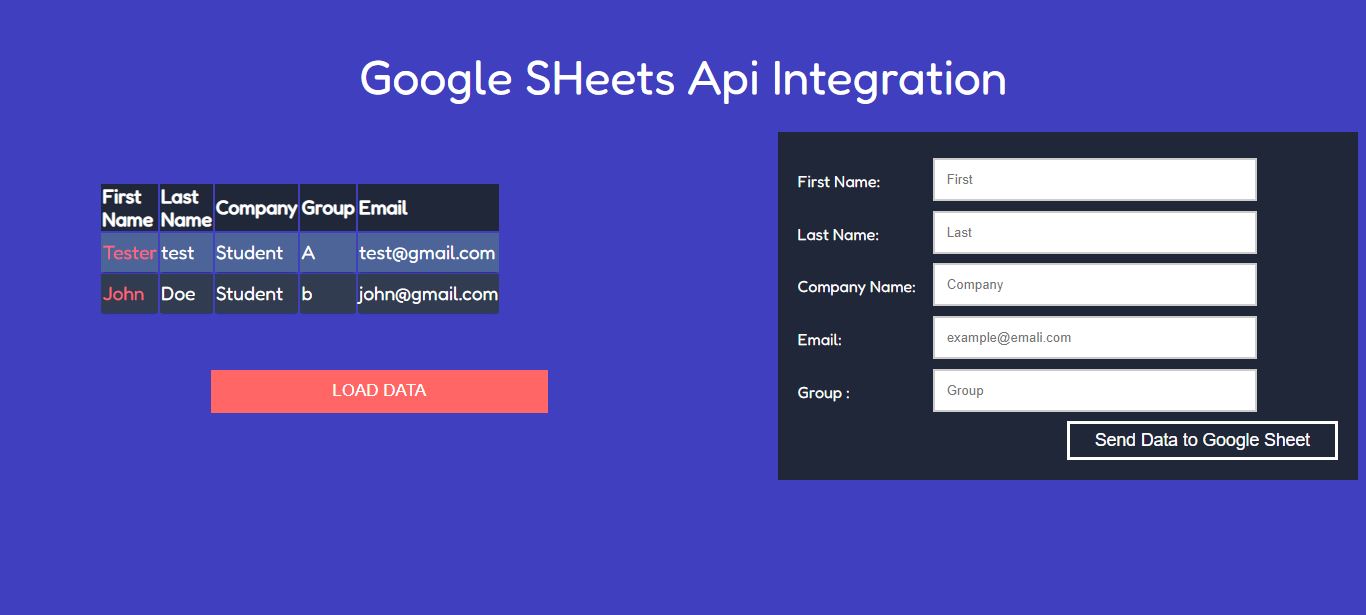 Google SHeets Api Integration
First Name Last Name Company Group Email
Tester test Student A test@gmail.com
John Doe Student b john@gmail.com
LOAD DATA
First Name: First
Last Name: Last
Company Name: Company
Email: example@emali.com
Group : Group
Send Data to Google Sheet